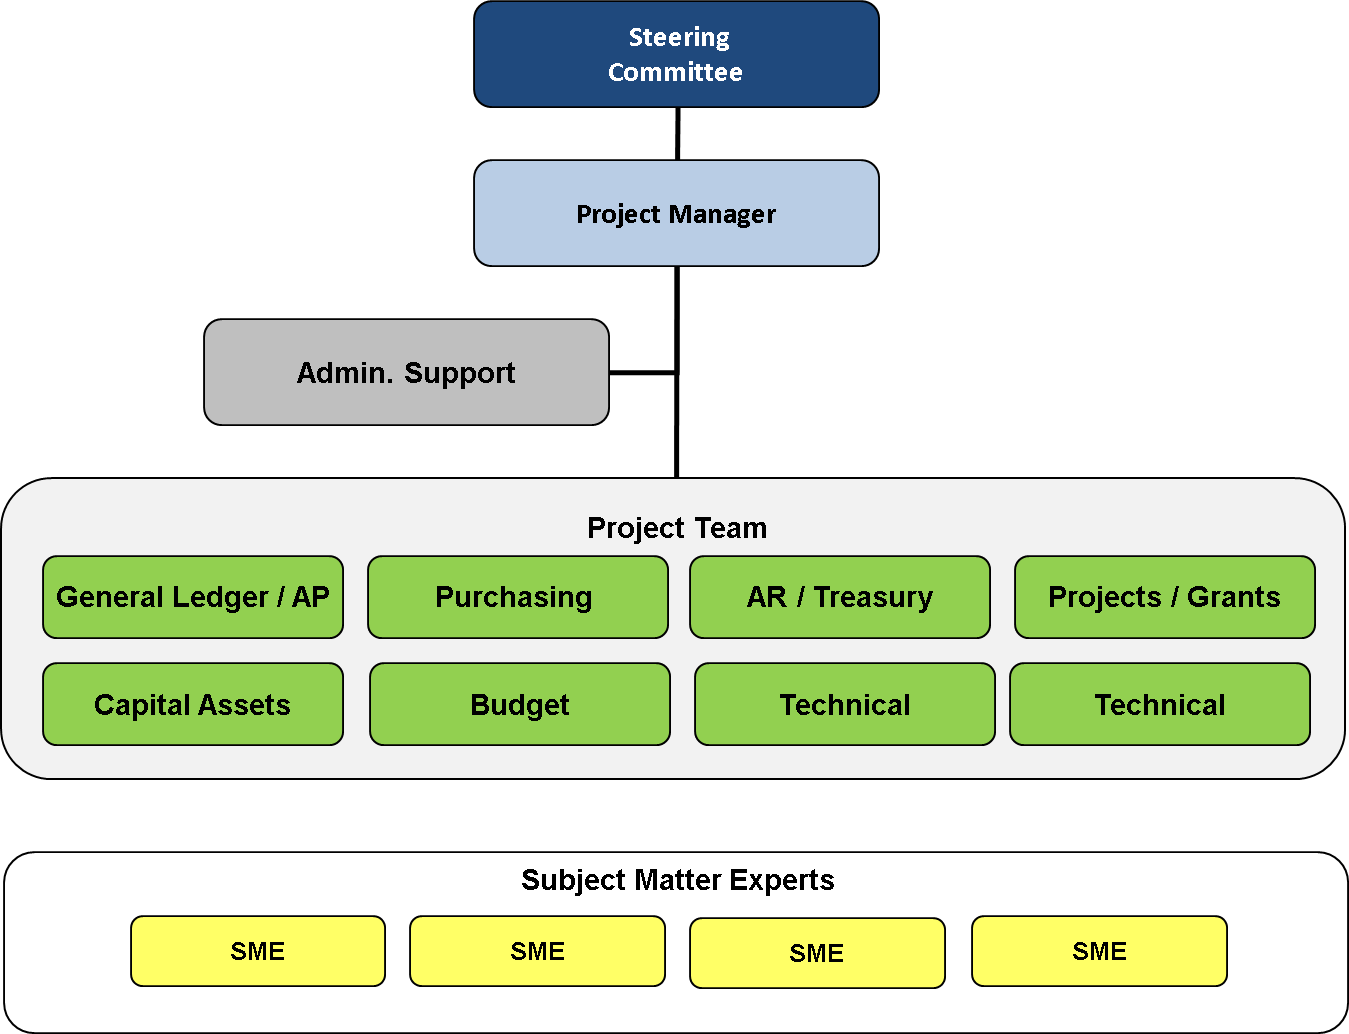 Steering
Committee
Project Manager
Admin. Support
Project Team
General Ledger / AP
Purchasing
AR / Treasury
Projects / Grants
Capital Assets
Budget
Technical
Technical
Subject Matter Experts
SME
SME
SME
SME